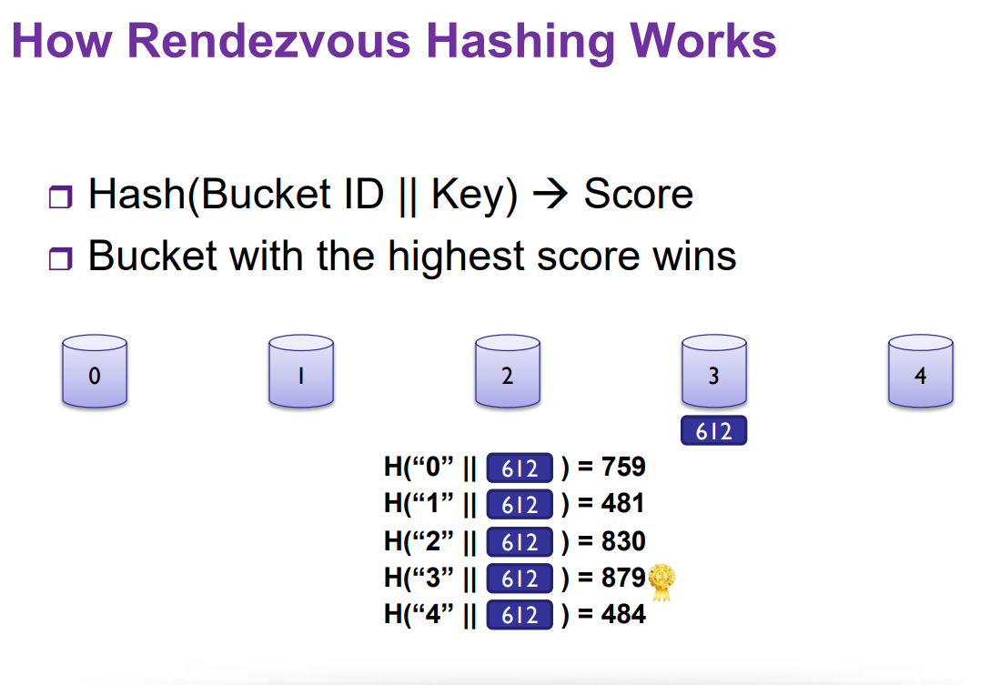 How Rendezvous Hashing Works
Hash(Bucket ID || Key) → Score
Bucket with the highest score wins
0 1 2 3 4
612
H(“0” || 612 ) = 759
H(“1” || 612 ) = 481
H(“2” || 612 ) = 830
H(“3” || 612 ) = 879
H(“4” || 612 ) = 484